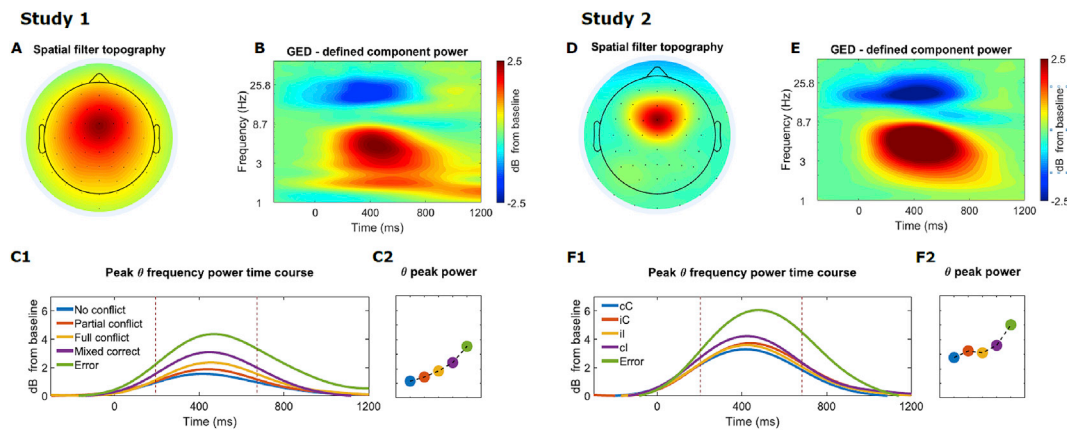 Study 1
A Spatial filter topography
B GED - defined component power
Frequency (Hz)
25.8
8.7
3
1
0 400 800 1200
Time (ms)
2.5
-2.5
dB from baseline
C1
Peak θ frequency power time course
dB from baseline
6
4
2
0
No conflict
Partial conflict
Full conflict
Mixed correct
Error
0 400 800 1200
Time (ms)
C2
θ peak power
Study 2
D Spatial filter topography
E GED - defined component power
Frequency (Hz)
25.8
8.7
3
1
0 400 800 1200
Time (ms)
2.5
-2.5
dB from baseline
F1
Peak θ frequency power time course
dB from baseline
6
4
2
0
cC
iC
iI
cI
Error
0 400 800 1200
Time (ms)
F2
θ peak power